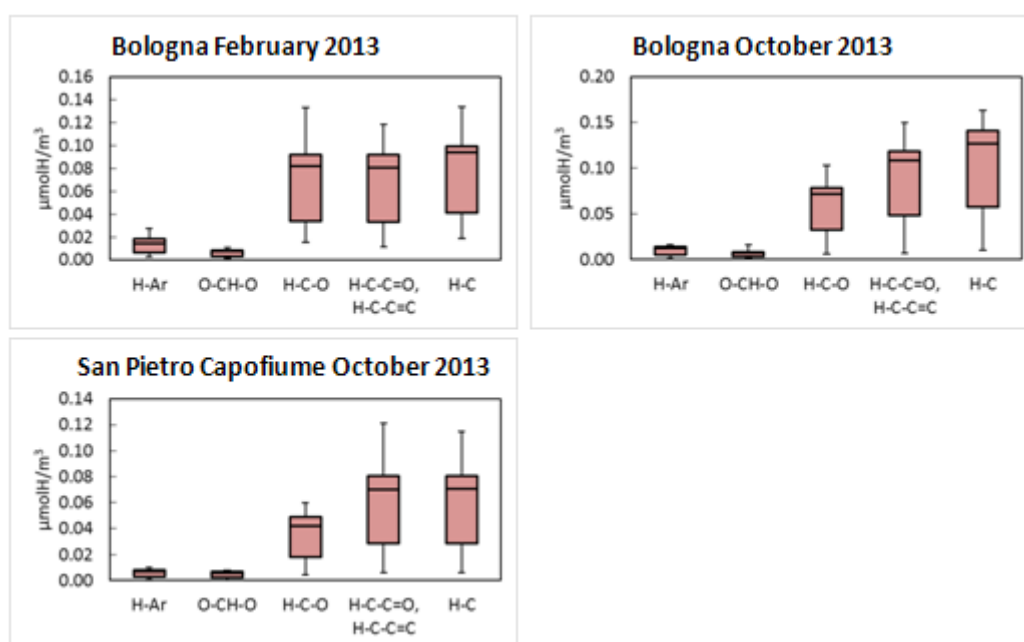 Bologna February 2013
0.16
0.14
0.12
0.10
0.08
0.06
0.04
0.02
0.00
µmolH/m³
H-Ar O-CH-O H-C-O H-C-C=O, H-C
H-C-C=C
Bologna October 2013
0.20
0.15
0.10
0.05
0.00
µmolH/m³
H-Ar O-CH-O H-C-O H-C-C=O, H-C
H-C-C=C
San Pietro Capofiume October 2013
0.14
0.12
0.10
0.08
0.06
0.04
0.02
0.00
µmolH/m³
H-Ar O-CH-O H-C-O H-C-C=O, H-C
H-C-C=C